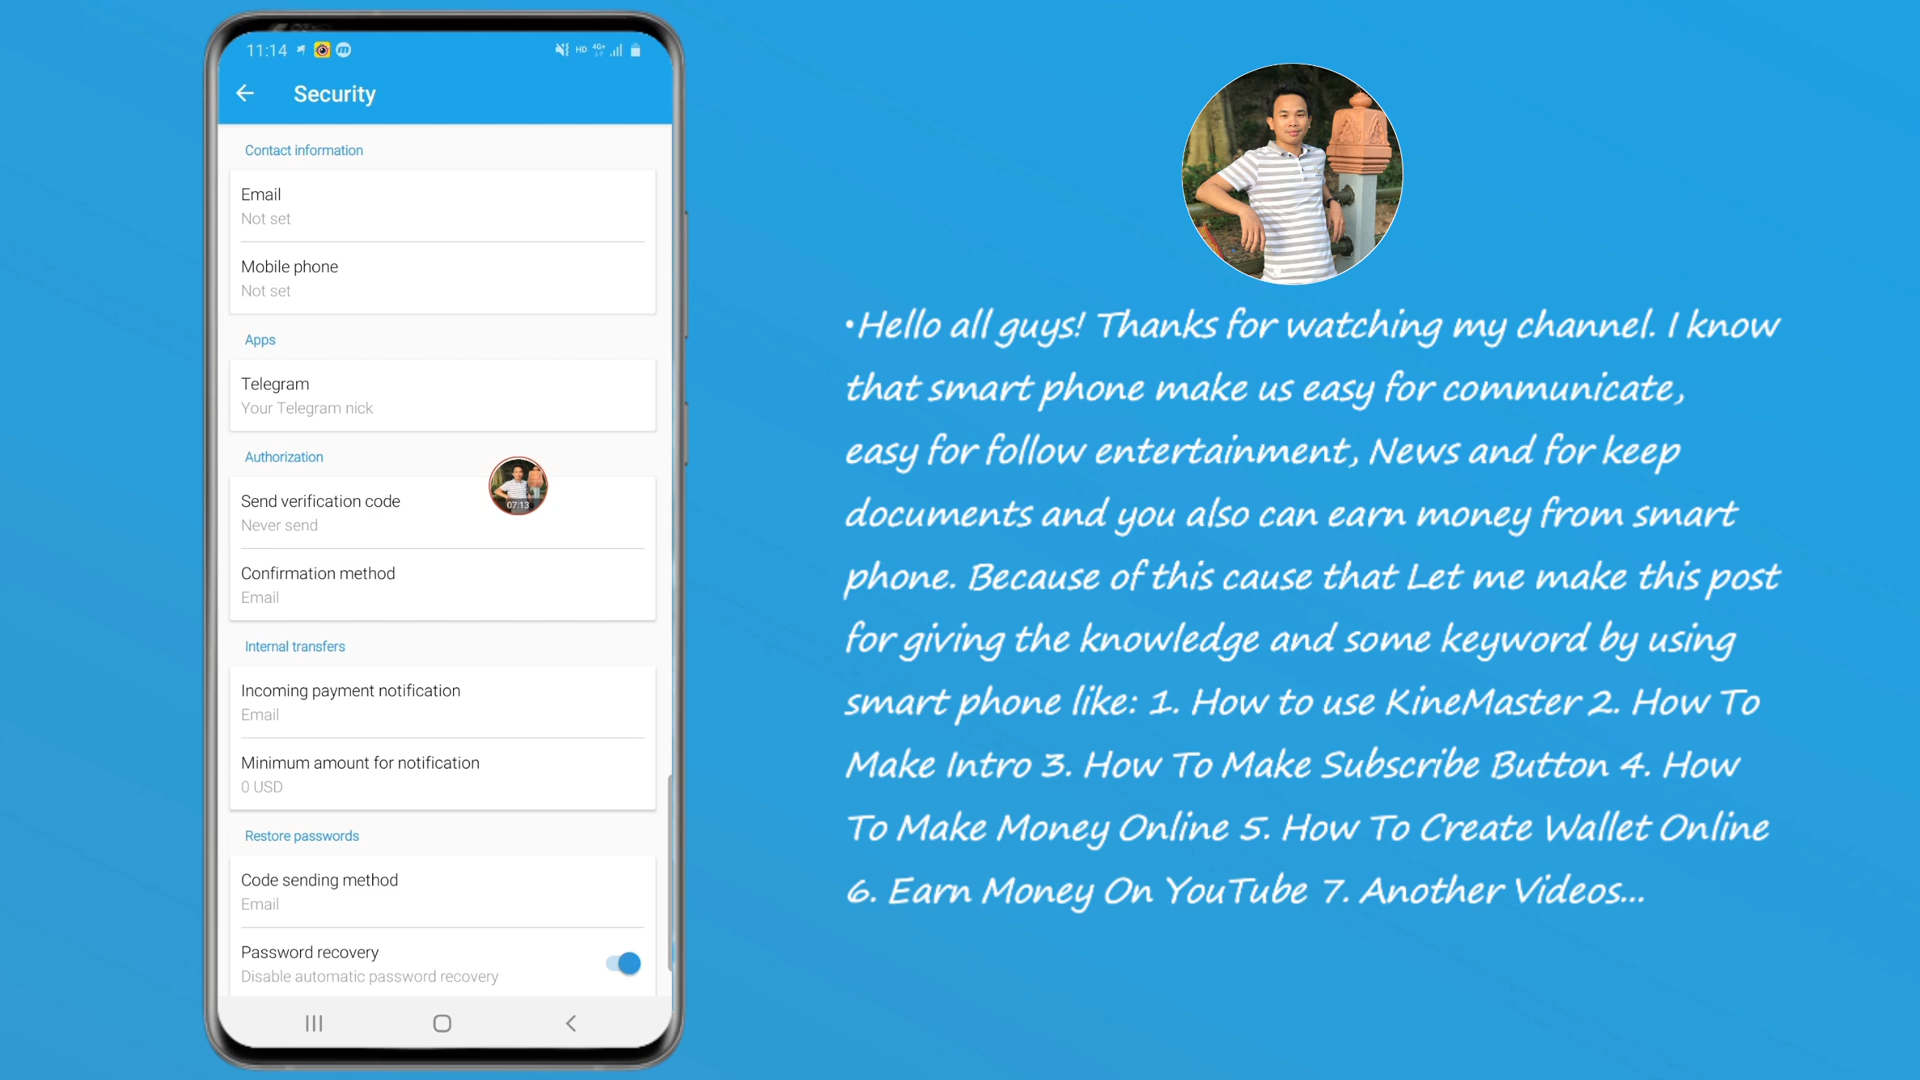 11:14
HD 4G+
Security
Contact information
Email
Not set
Mobile phone
Not set
Apps
Telegram
Your Telegram nick
Authorization
Send verification code
Never send
07:13
Confirmation method
Email
Internal transfers
Incoming payment notification
Email
Minimum amount for notification
0 USD
Restore passwords
Code sending method
Email
Password recovery
Disable automatic password recovery
•Hello all guys! Thanks for watching my channel. I know
that smart phone make us easy for communicate,
easy for follow entertainment, News and for keep
documents and you also can earn money from smart
phone. Because of this cause that Let me make this post
for giving the knowledge and some keyword by using
smart phone like: 1. How to use KineMaster 2. How To
Make Intro 3. How To Make Subscribe Button 4. How
To Make Money Online 5. How To Create Wallet Online
6. Earn Money On YouTube 7. Another Videos...